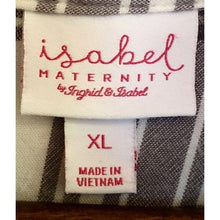 isabel
MATERNITY
by Ingrid & Isabel
XL
MADE IN
VIETNAM